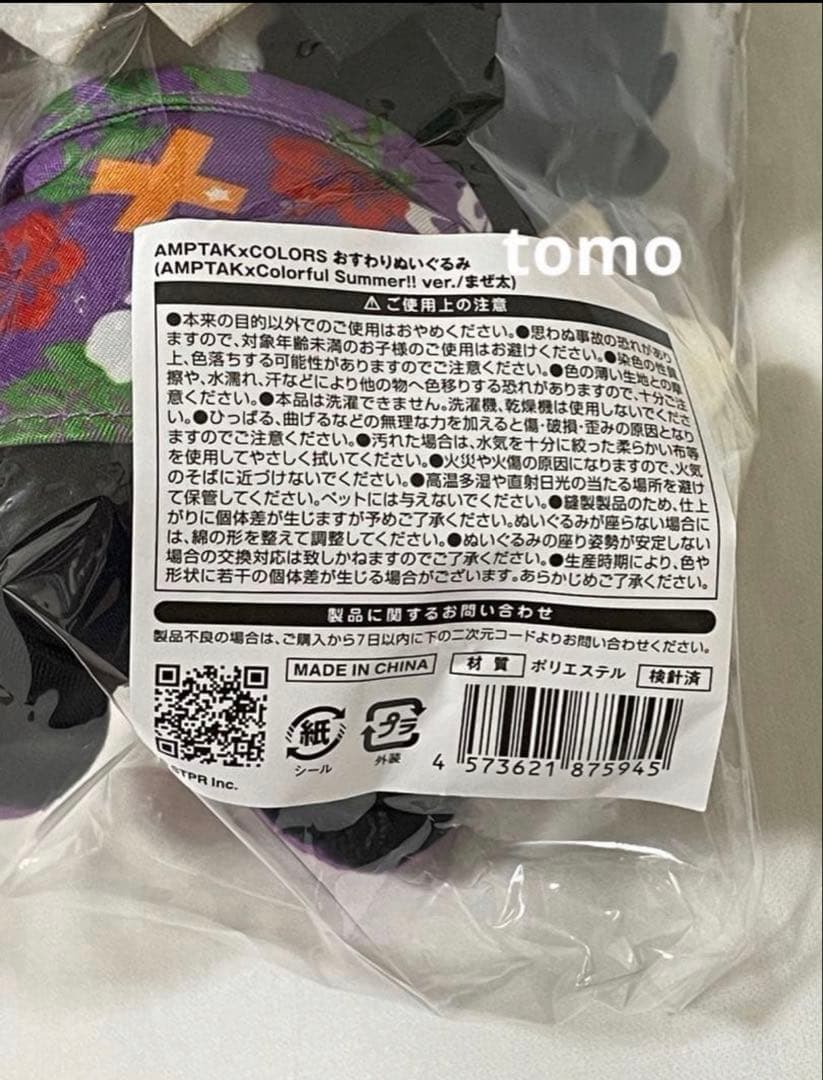 tomo
AMPTAKxCOLORS おすわりぬいぐるみ
(AMPTAKxColorful Summer!! ver./まぜ太)
⚠ご使用上の注意
●本来の目的以外でのご使用はおやめください。●思わぬ事故の恐れがあり
ますので、対象年齢未満のお子様のご使用はお避けください。●染色の性質
上、色落ちする可能性がありますのでご注意ください。●色の薄い生地との摩
擦や、水濡れ、汗などにより他の物へ色移りする恐れがありますので、十分ご注
意ください。●本品は洗濯できません。洗濯機、乾燥機は使用しないでくださ
い。●ひっぱる、曲げるなどの無理な力を加えると傷・破損・歪みの原因となり
ますのでご注意ください。●汚れた場合は、水気を十分に絞った柔らかい布等
を使用してやさしく拭いてください。●火災や火傷の原因になりますので、火気
のそばに近づけないでください。●高温多湿や直射日光の当たる場所を避け
て保管してください。ペットには与えないでください。●縫製製品のため、仕上
がりに個体差が生じますが予めご了承ください。ぬいぐるみが座らない場合に
は、綿の形を整えて調整してください。●ぬいぐるみの座り姿勢が安定しない
場合の交換対応は致しかねますのでご了承ください。●生産時期により、色や
形状に若干の個体差が生じる場合がございます。あらかじめご了承ください。
製品に関するお問い合わせ
製品不良の場合は、ご購入から7日以内に下の二次元コードよりお問い合わせください。
MADE IN CHINA 材質 ポリエステル 検針済
紙 プラ
シール 外装
4 573621 875945
STPR Inc.